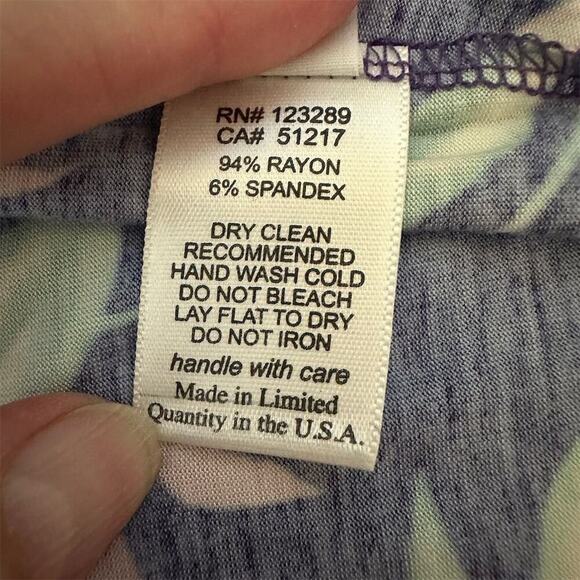 RN# 123289
CA# 51217
94% RAYON
6% SPANDEX
DRY CLEAN
RECOMMENDED
HAND WASH COLD
DO NOT BLEACH
LAY FLAT TO DRY
DO NOT IRON
handle with care
Made in Limited
Quantity in the U.S.A.